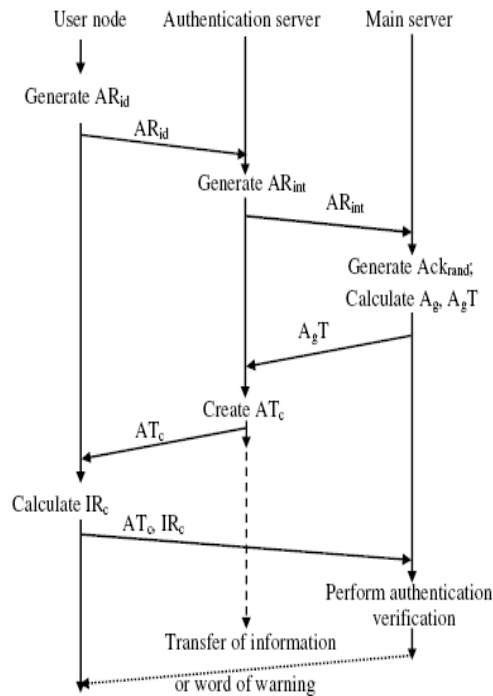 User node Authentication server Main server
Generate ARid
ARid
Generate ARint
ARint
Generate Ackrand;
Calculate Ag, AgT
AgT
Create ATc
ATc
Calculate IRc
ATc, IRc
Perform authentication
verification
Transfer of information
or word of warning